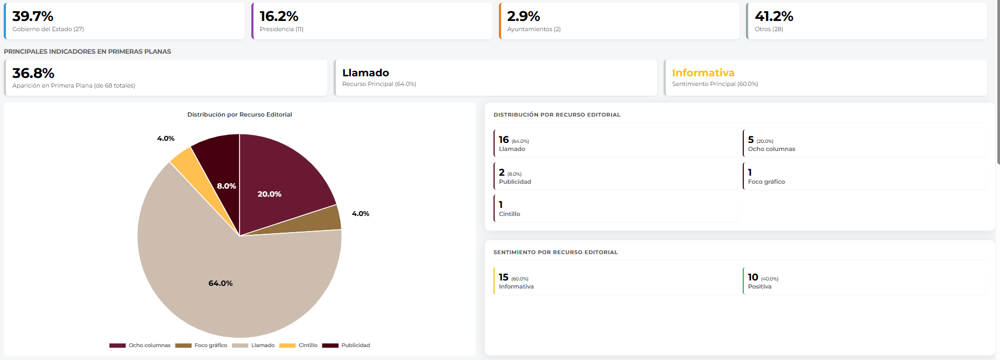 39.7%
Gobierno del Estado (27)
16.2%
Presidencia (11)
2.9%
Ayuntamientos (2)
41.2%
Otros (28)
PRINCIPALES INDICADORES EN PRIMERAS PLANAS
36.8%
Aparición en Primera Plana (de 68 totales)
Llamado
Recurso Principal (64.0%)
Informativa
Sentimiento Principal (60.0%)
Distribución por Recurso Editorial
4.0%
8.0%
20.0%
4.0%
64.0%
Ocho columnas Foco gráfico Llamado Cintillo Publicidad
DISTRIBUCIÓN POR RECURSO EDITORIAL
16 (64.0%)
Llamado
5 (20.0%)
Ocho columnas
2 (8.0%)
Publicidad
1
Foco gráfico
1
Cintillo
SENTIMIENTO POR RECURSO EDITORIAL
15 (60.0%)
Informativa
10 (40.0%)
Positiva